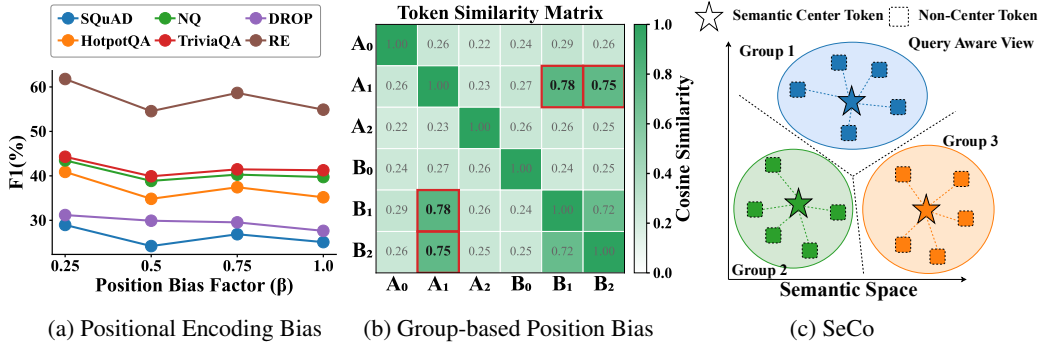 SQuAD NQ DROP
HotpotQA TriviaQA RE
60
50
40
30
F1(%)
0.25 0.5 0.75 1.0
Position Bias Factor (β)
(a) Positional Encoding Bias
Token Similarity Matrix
A0 1.00 0.26 0.22 0.24 0.29 0.26
A1 0.26 1.00 0.23 0.27 0.78 0.75
A2 0.22 0.23 1.00 0.26 0.26 0.25
B0 0.24 0.27 0.26 1.00 0.24 0.25
B1 0.29 0.78 0.26 0.24 1.00 0.72
B2 0.26 0.75 0.25 0.25 0.72 1.00
A0 A1 A2 B0 B1 B2
1.0
0.8
0.6
0.4
0.2
0.0
Cosine Similarity
(b) Group-based Position Bias
Semantic Center Token Non-Center Token
Group 1 Query Aware View
Group 3
Group 2
Semantic Space
(c) SeCo